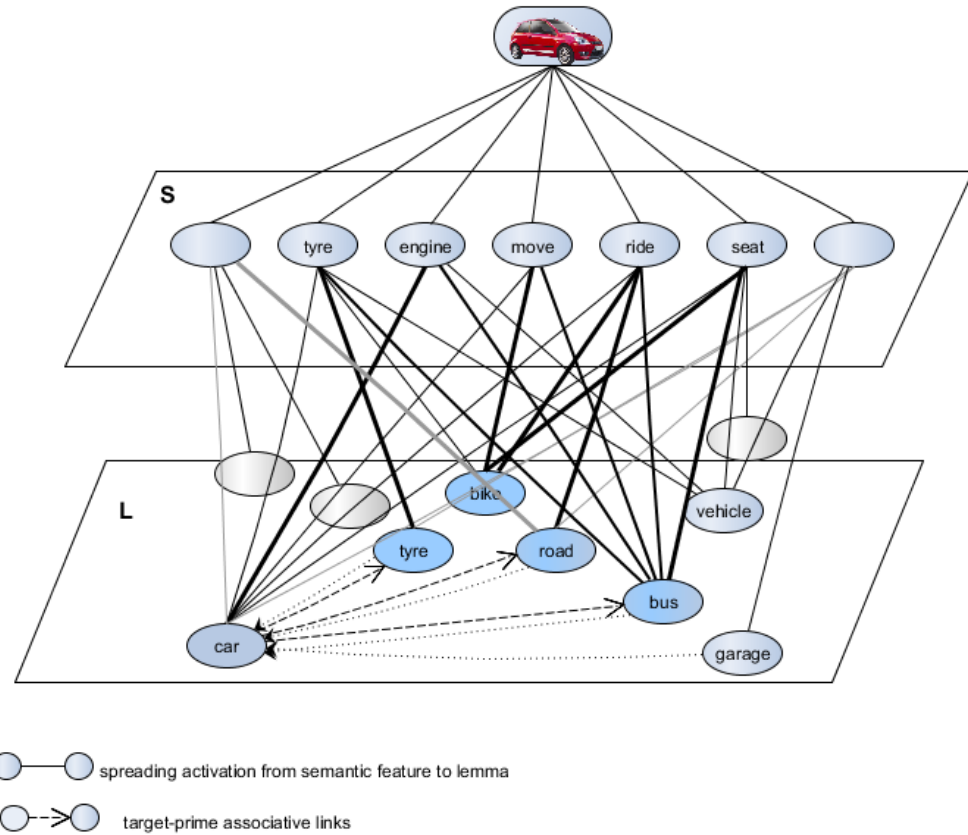 S
tyre engine move ride seat
L
bike
vehicle
tyre road
bus
car
garage
spreading activation from semantic feature to lemma
target-prime associative links